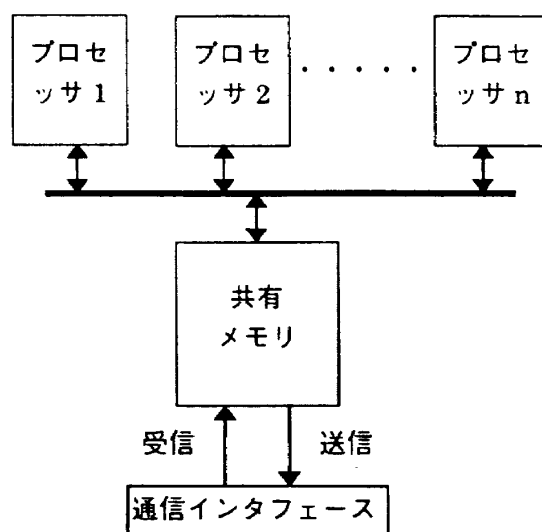 プロセ
ッサ1
プロセ
ッサ2
・・・・・
プロセ
ッサn
共有
メモリ
受信
送信
通信インタフェース